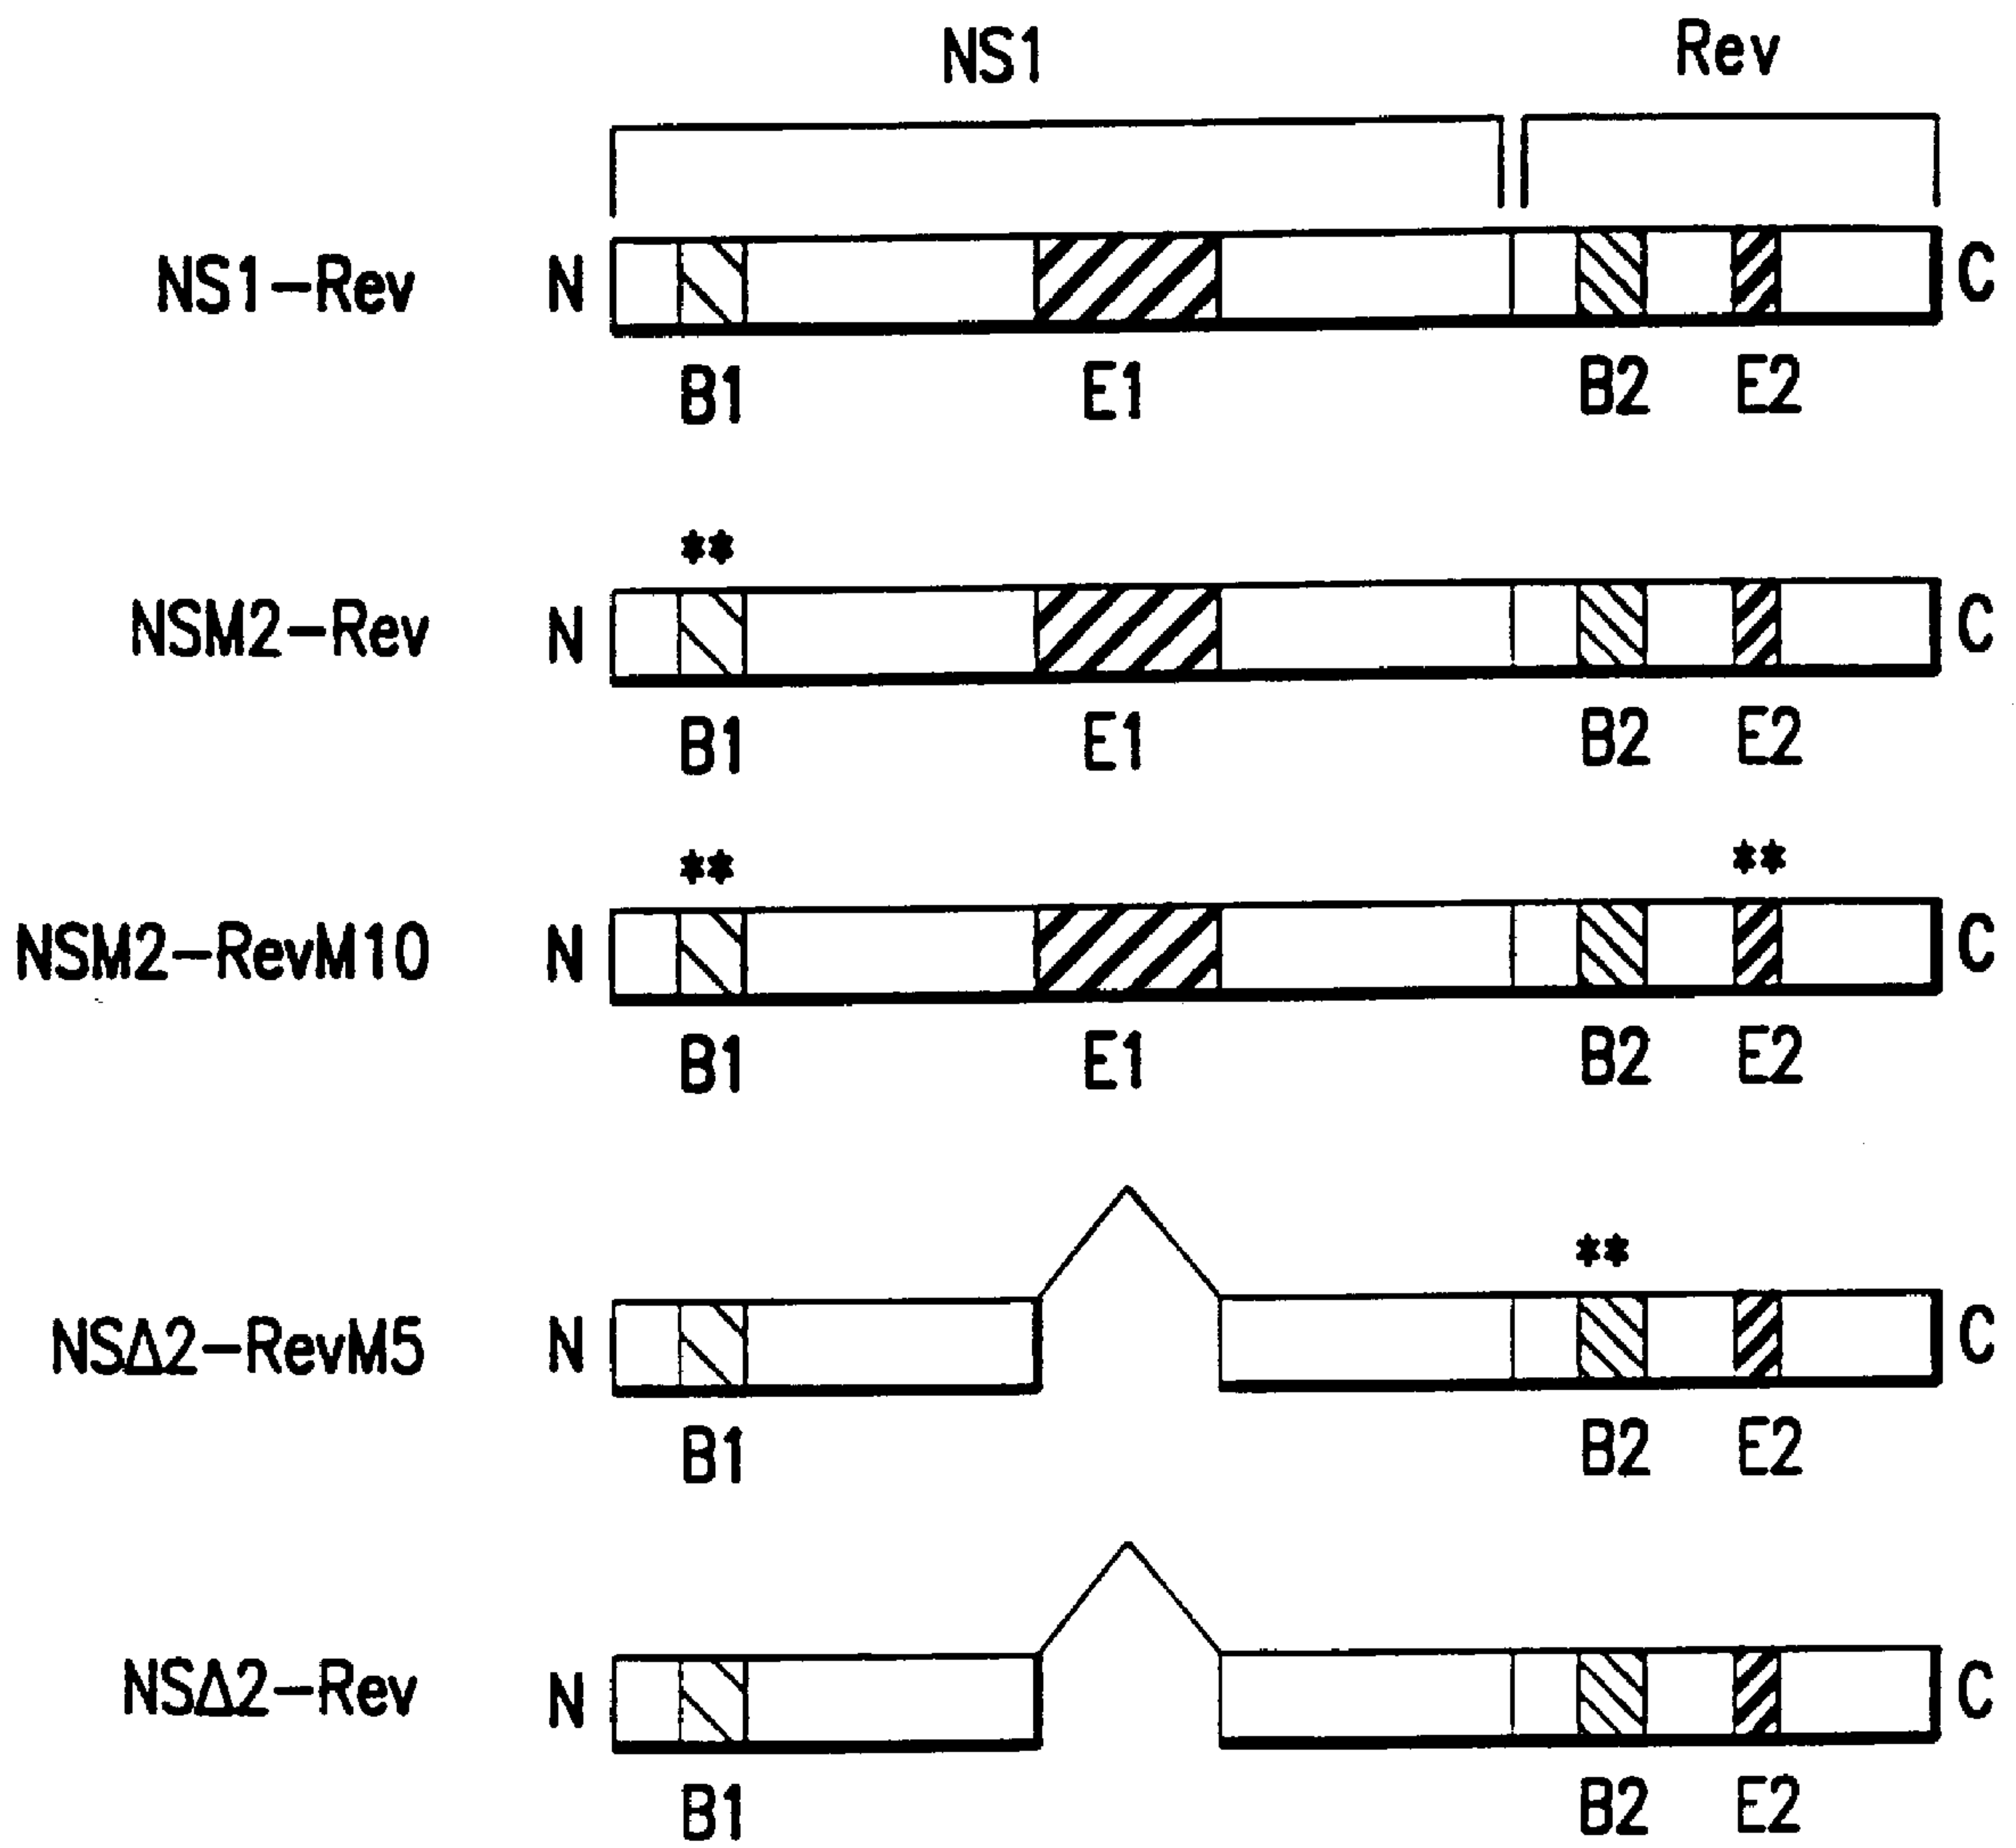 NS1 Rev
NS1-Rev N C
B1 E1 B2 E2
**
NSM2-Rev N C
B1 E1 B2 E2
** **
NSM2-RevM10 N C
B1 E1 B2 E2
**
NSΔ2-RevM5 N C
B1 B2 E2
NSΔ2-Rev N C
B1 B2 E2